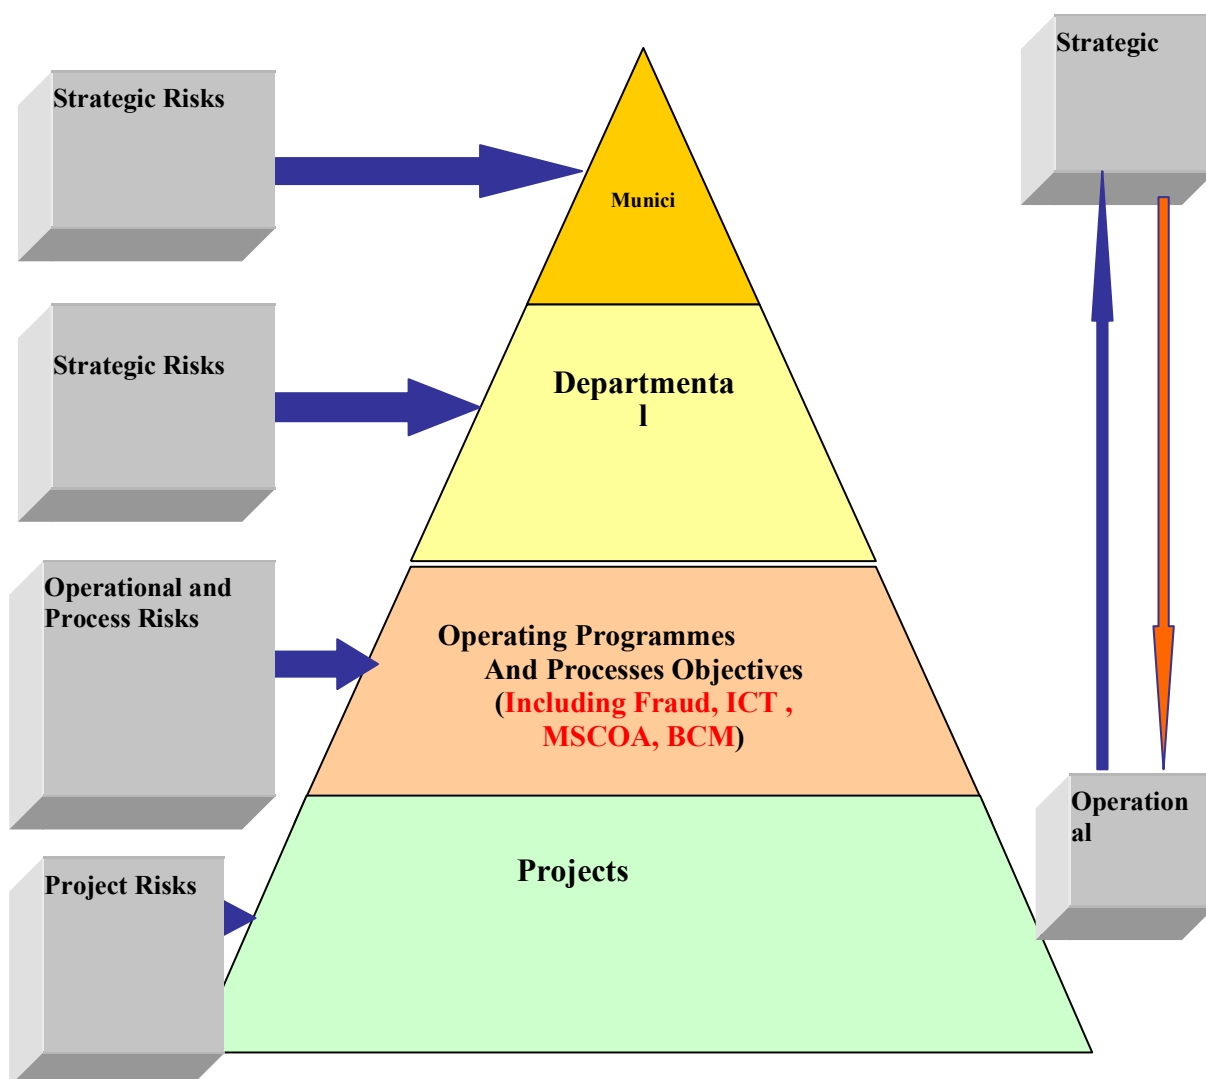 Strategic
Strategic Risks
Munici
Strategic Risks
Departmenta
l
Operational and
Process Risks
Operating Programmes
And Processes Objectives
(Including Fraud, ICT ,
MSCOA, BCM)
Operation
al
Projects
Project Risks